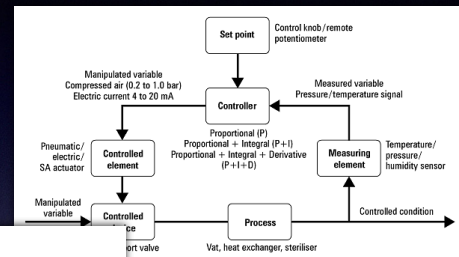 Set point
Control knob/remote
potentiometer
Manipulated variable
Compressed air (0.2 to 1.0 bar)
Electric current 4 to 20 mA
Controller
Measured variable
Pressure/temperature signal
Proportional (P)
Proportional + Integral (P+I)
Proportional + Integral + Derivative
(P+I+D)
Pneumatic/
electric/
SA actuator
Controlled
element
Measuring
element
Temperature/
pressure/
humidity sensor
Manipulated
variable
Controlled
Process
Controlled condition
valve
Vat, heat exchanger, steriliser